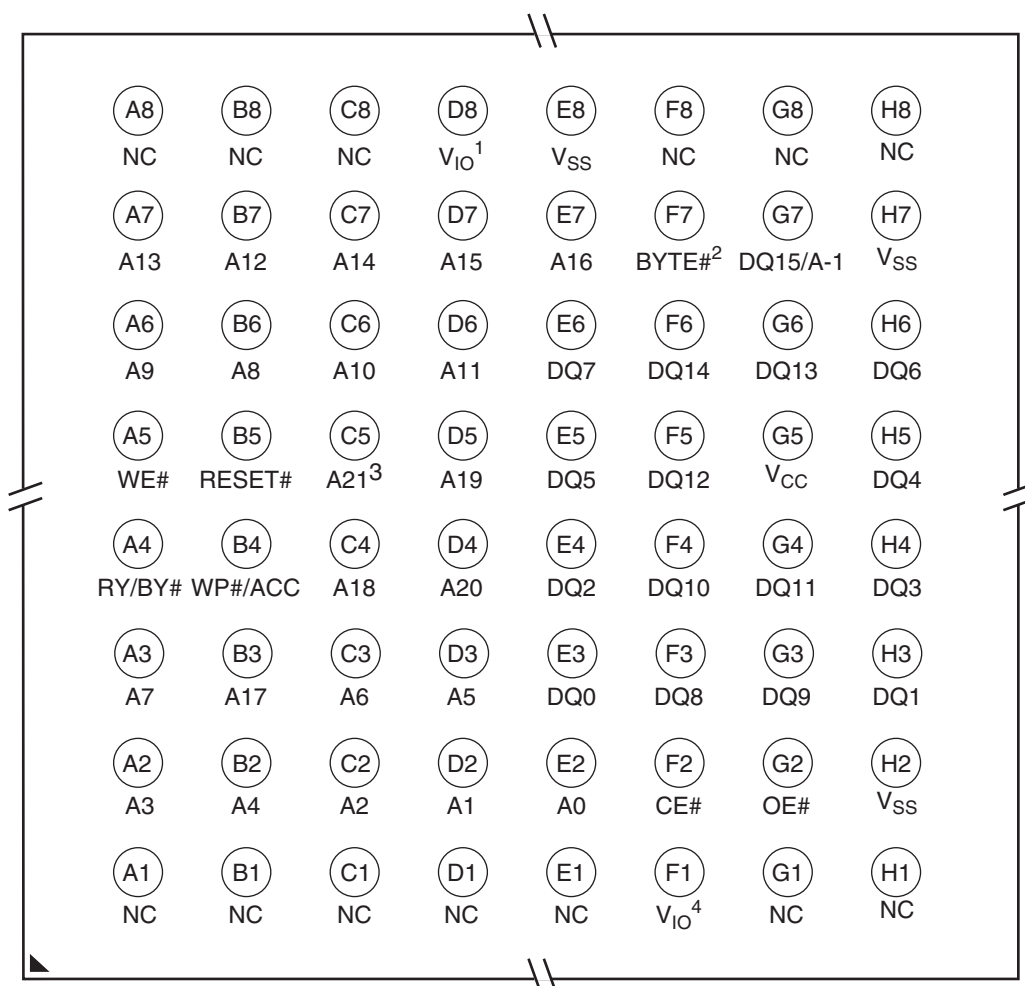 A8 B8 C8 D8 E8 F8 G8 H8
NC NC NC V_IO¹ V_SS NC NC NC
A7 B7 C7 D7 E7 F7 G7 H7
A13 A12 A14 A15 A16 BYTE#² DQ15/A-1 V_SS
A6 B6 C6 D6 E6 F6 G6 H6
A9 A8 A10 A11 DQ7 DQ14 DQ13 DQ6
A5 B5 C5 D5 E5 F5 G5 H5
WE# RESET# A21³ A19 DQ5 DQ12 V_CC DQ4
A4 B4 C4 D4 E4 F4 G4 H4
RY/BY# WP#/ACC A18 A20 DQ2 DQ10 DQ11 DQ3
A3 B3 C3 D3 E3 F3 G3 H3
A7 A17 A6 A5 DQ0 DQ8 DQ9 DQ1
A2 B2 C2 D2 E2 F2 G2 H2
A3 A4 A2 A1 A0 CE# OE# V_SS
A1 B1 C1 D1 E1 F1 G1 H1
NC NC NC NC NC V_IO⁴ NC NC